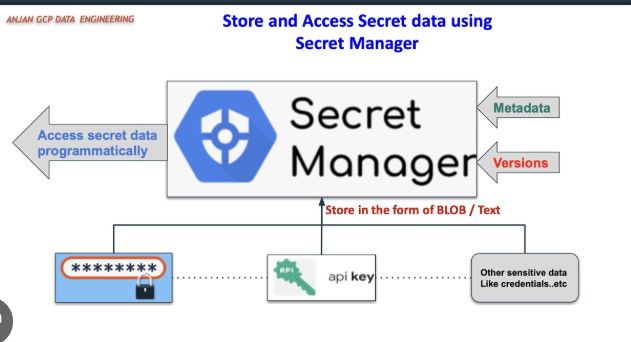 ANJAN GCP DATA ENGINEERING
Store and Access Secret data using
Secret Manager
Access secret data
programmatically
Secret
Manager
Metadata
Versions
Store in the form of BLOB / Text
********
API
api key
Other sensitive data
Like credentials..etc